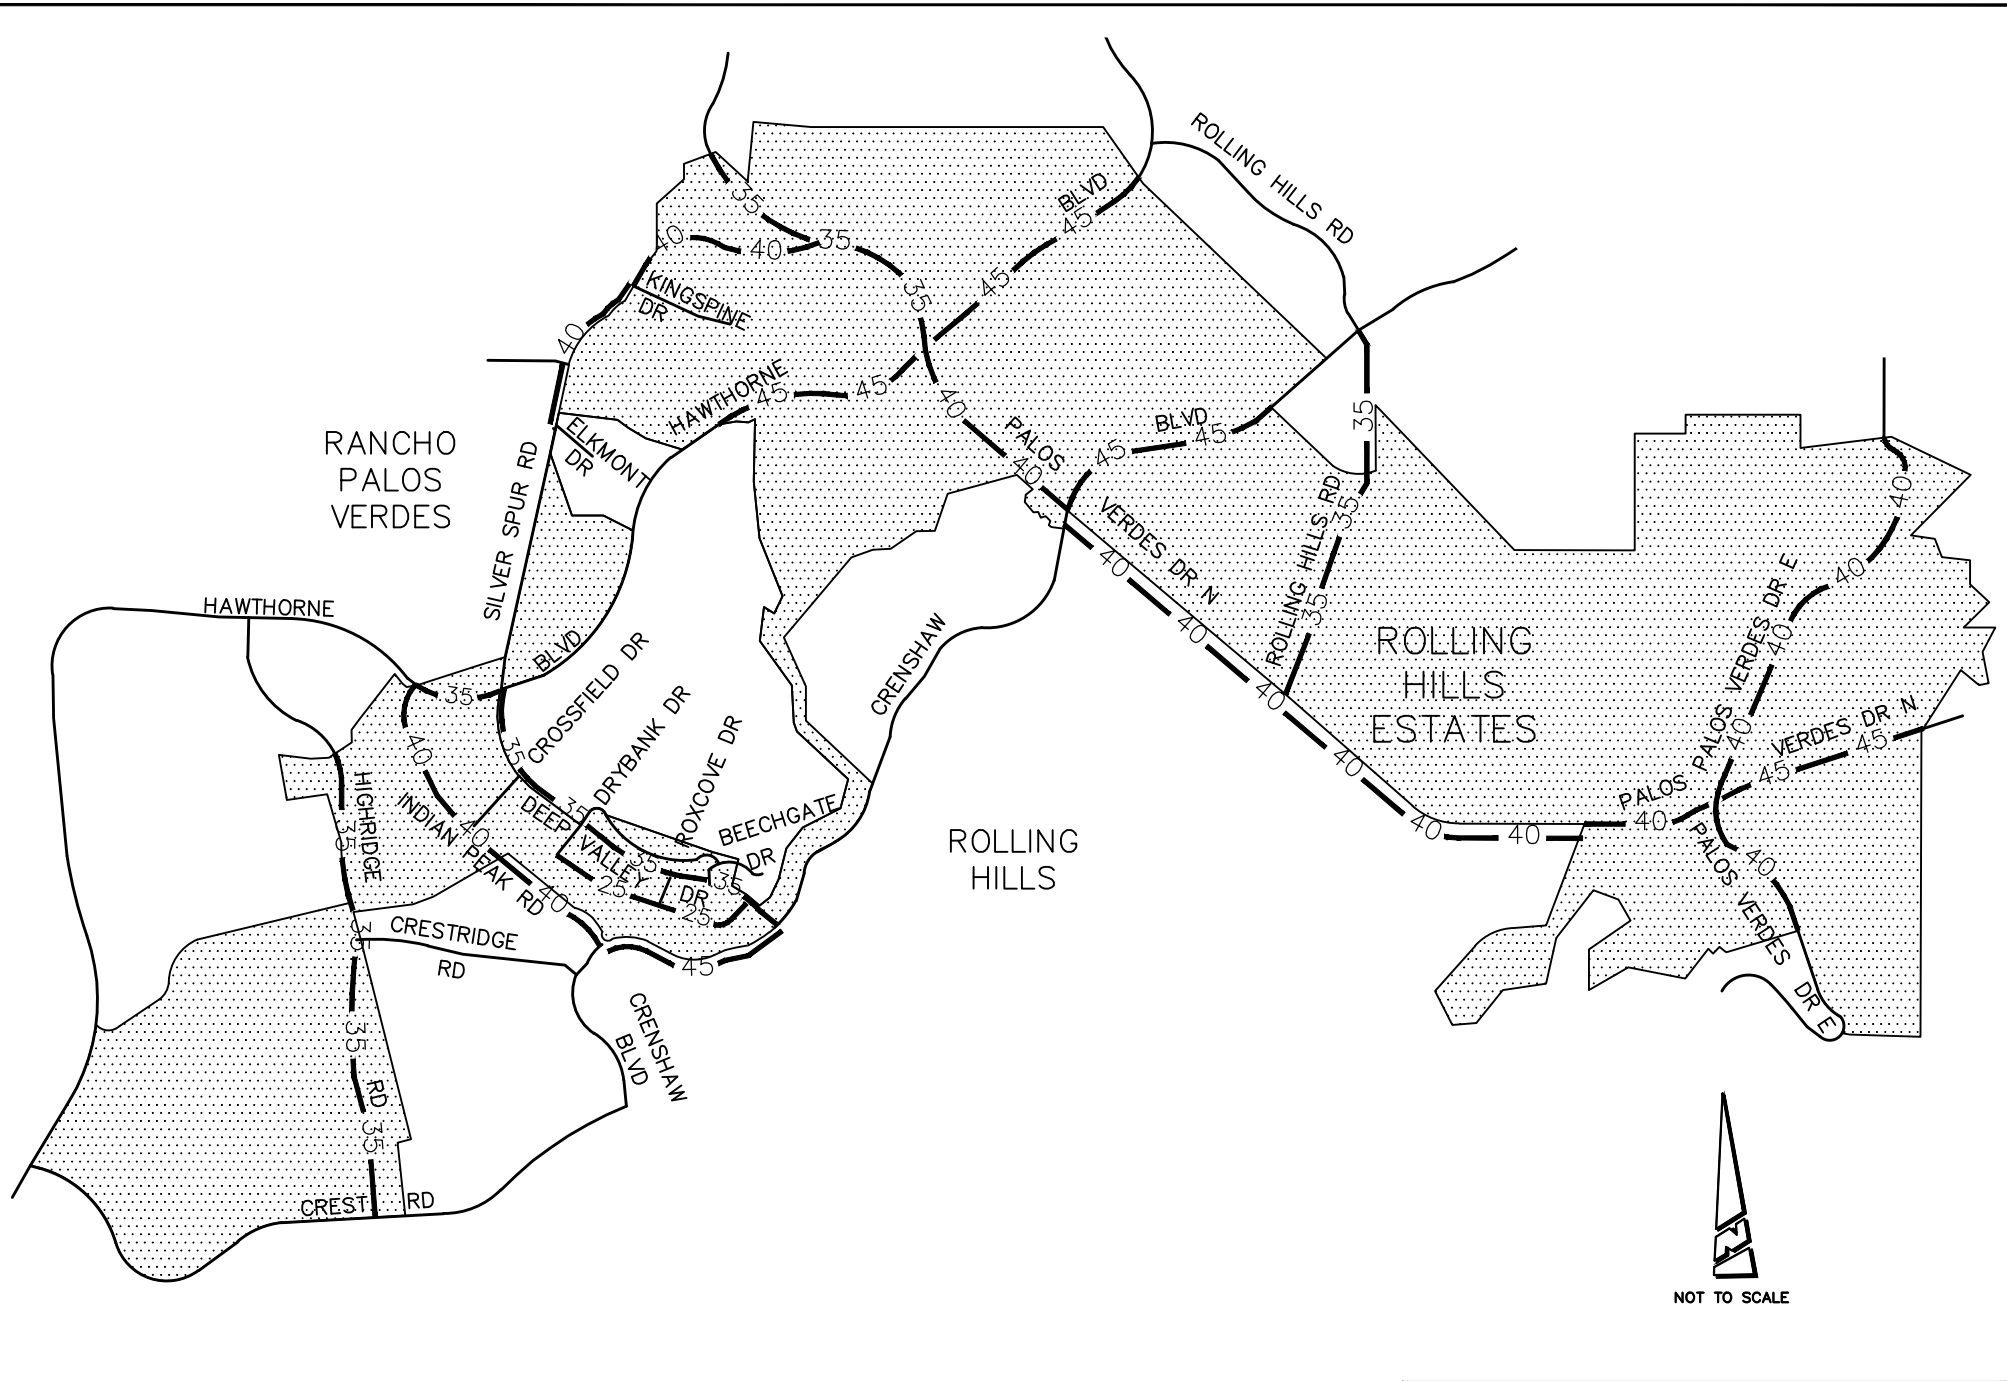 35
BLVD
45
ROLLING HILLS RD
40
40
35
KINGSPINE
DR
35
45
40
HAWTHORNE
45
45
40
35
RANCHO
PALOS
VERDES
SILVER SPUR RD
ELKMONT
DR
PALOS
40
BLVD
45
45
VERDES DR N
40
40
40
40
40
40
ROLLING HILLS RD
35
35
ROLLING
HILLS
ESTATES
40
40
40
40
PALOS VERDES DR E
PALOS
VERDES DR N
45
45
40
40
PALOS VERDES
DR E
HAWTHORNE
BLVD
35
CROSSFIELD DR
DRYBANK DR
ROXCOVE DR
CRENSHAW
40
35
HIGHRIDGE
35
INDIAN PEAK RD
40
40
DEEP VALLEY
DR
35
35
35
25
25
BEECHGATE
DR
ROLLING
HILLS
35
CRESTRIDGE
RD
45
35
RD
35
CRENSHAW
BLVD
CREST RD
NOT TO SCALE